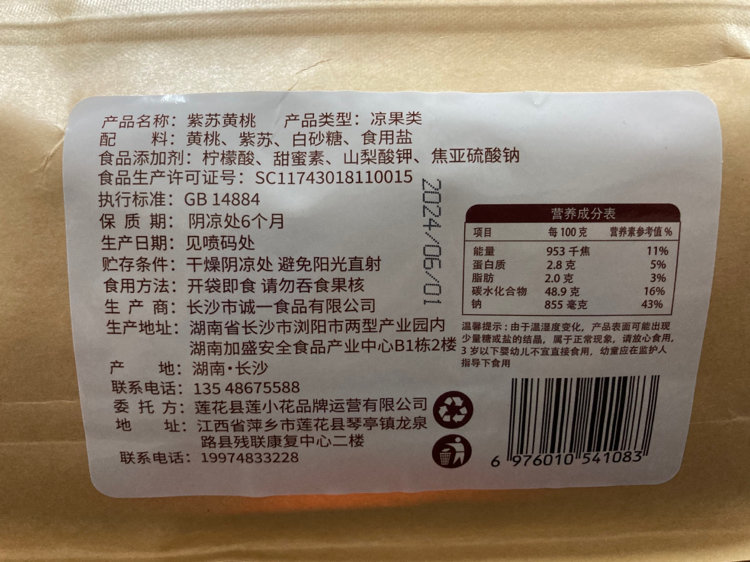 产品名称：紫苏黄桃 产品类型：凉果类
配 料：黄桃、紫苏、白砂糖、食用盐
食品添加剂：柠檬酸、甜蜜素、山梨酸钾、焦亚硫酸钠
食品生产许可证号：SC11743018110015
执行标准：GB 14884
保 质 期：阴凉处6个月
生产日期：见喷码处
贮存条件：干燥阴凉处 避免阳光直射
食用方法：开袋即食 请勿吞食果核
生 产 商：长沙市诚一食品有限公司
生产地址：湖南省长沙市浏阳市两型产业园内
湖南加盛安全食品产业中心B1栋2楼
产 地：湖南·长沙
联系电话：135 48675588
委 托 方：莲花县莲小花品牌运营有限公司
地 址：江西省萍乡市莲花县琴亭镇龙泉
路县残联康复中心二楼
联系电话：19974833228
2024/06/01
营养成分表
项目 每 100 克 营养素参考值 %
能量 953 千焦 11%
蛋白质 2.8 克 5%
脂肪 2.0 克 3%
碳水化合物 48.9 克 16%
钠 855 毫克 43%
温馨提示：由于温湿度变化，产品表面可能出现
少量糖或盐的结晶，属于正常现象，请放心食用，
3 岁以下婴幼儿不宜直接食用，幼童应在监护人
指导下食用
6 976010 541083